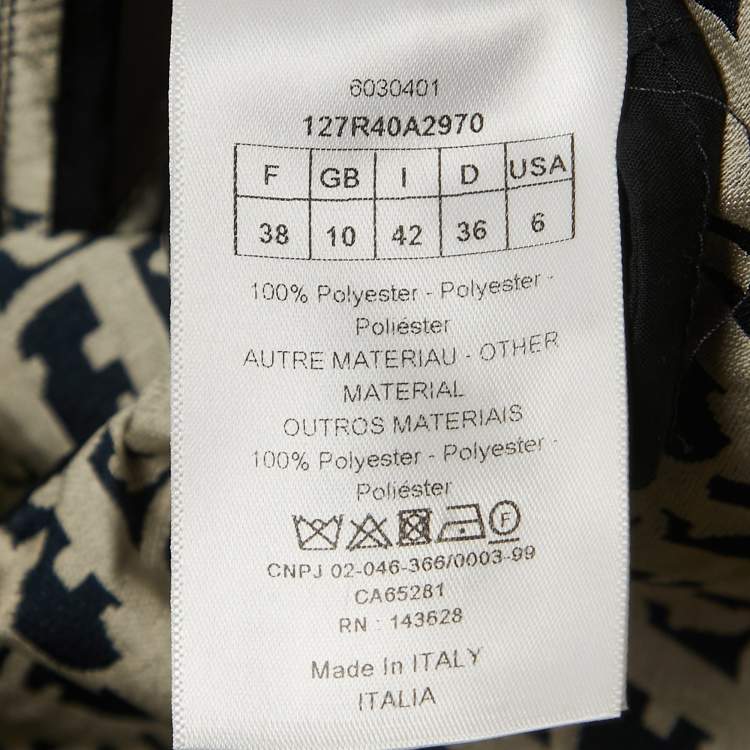 6030401
127R40A2970
F GB I D USA
38 10 42 36 6
100% Polyester - Polyester -
Poliéster
AUTRE MATERIAU - OTHER
MATERIAL
OUTROS MATERIAIS
100% Polyester - Polyester -
Poliéster
F
CNPJ 02-046-366/0003-99
CA65281
RN : 143628
Made In ITALY
ITALIA